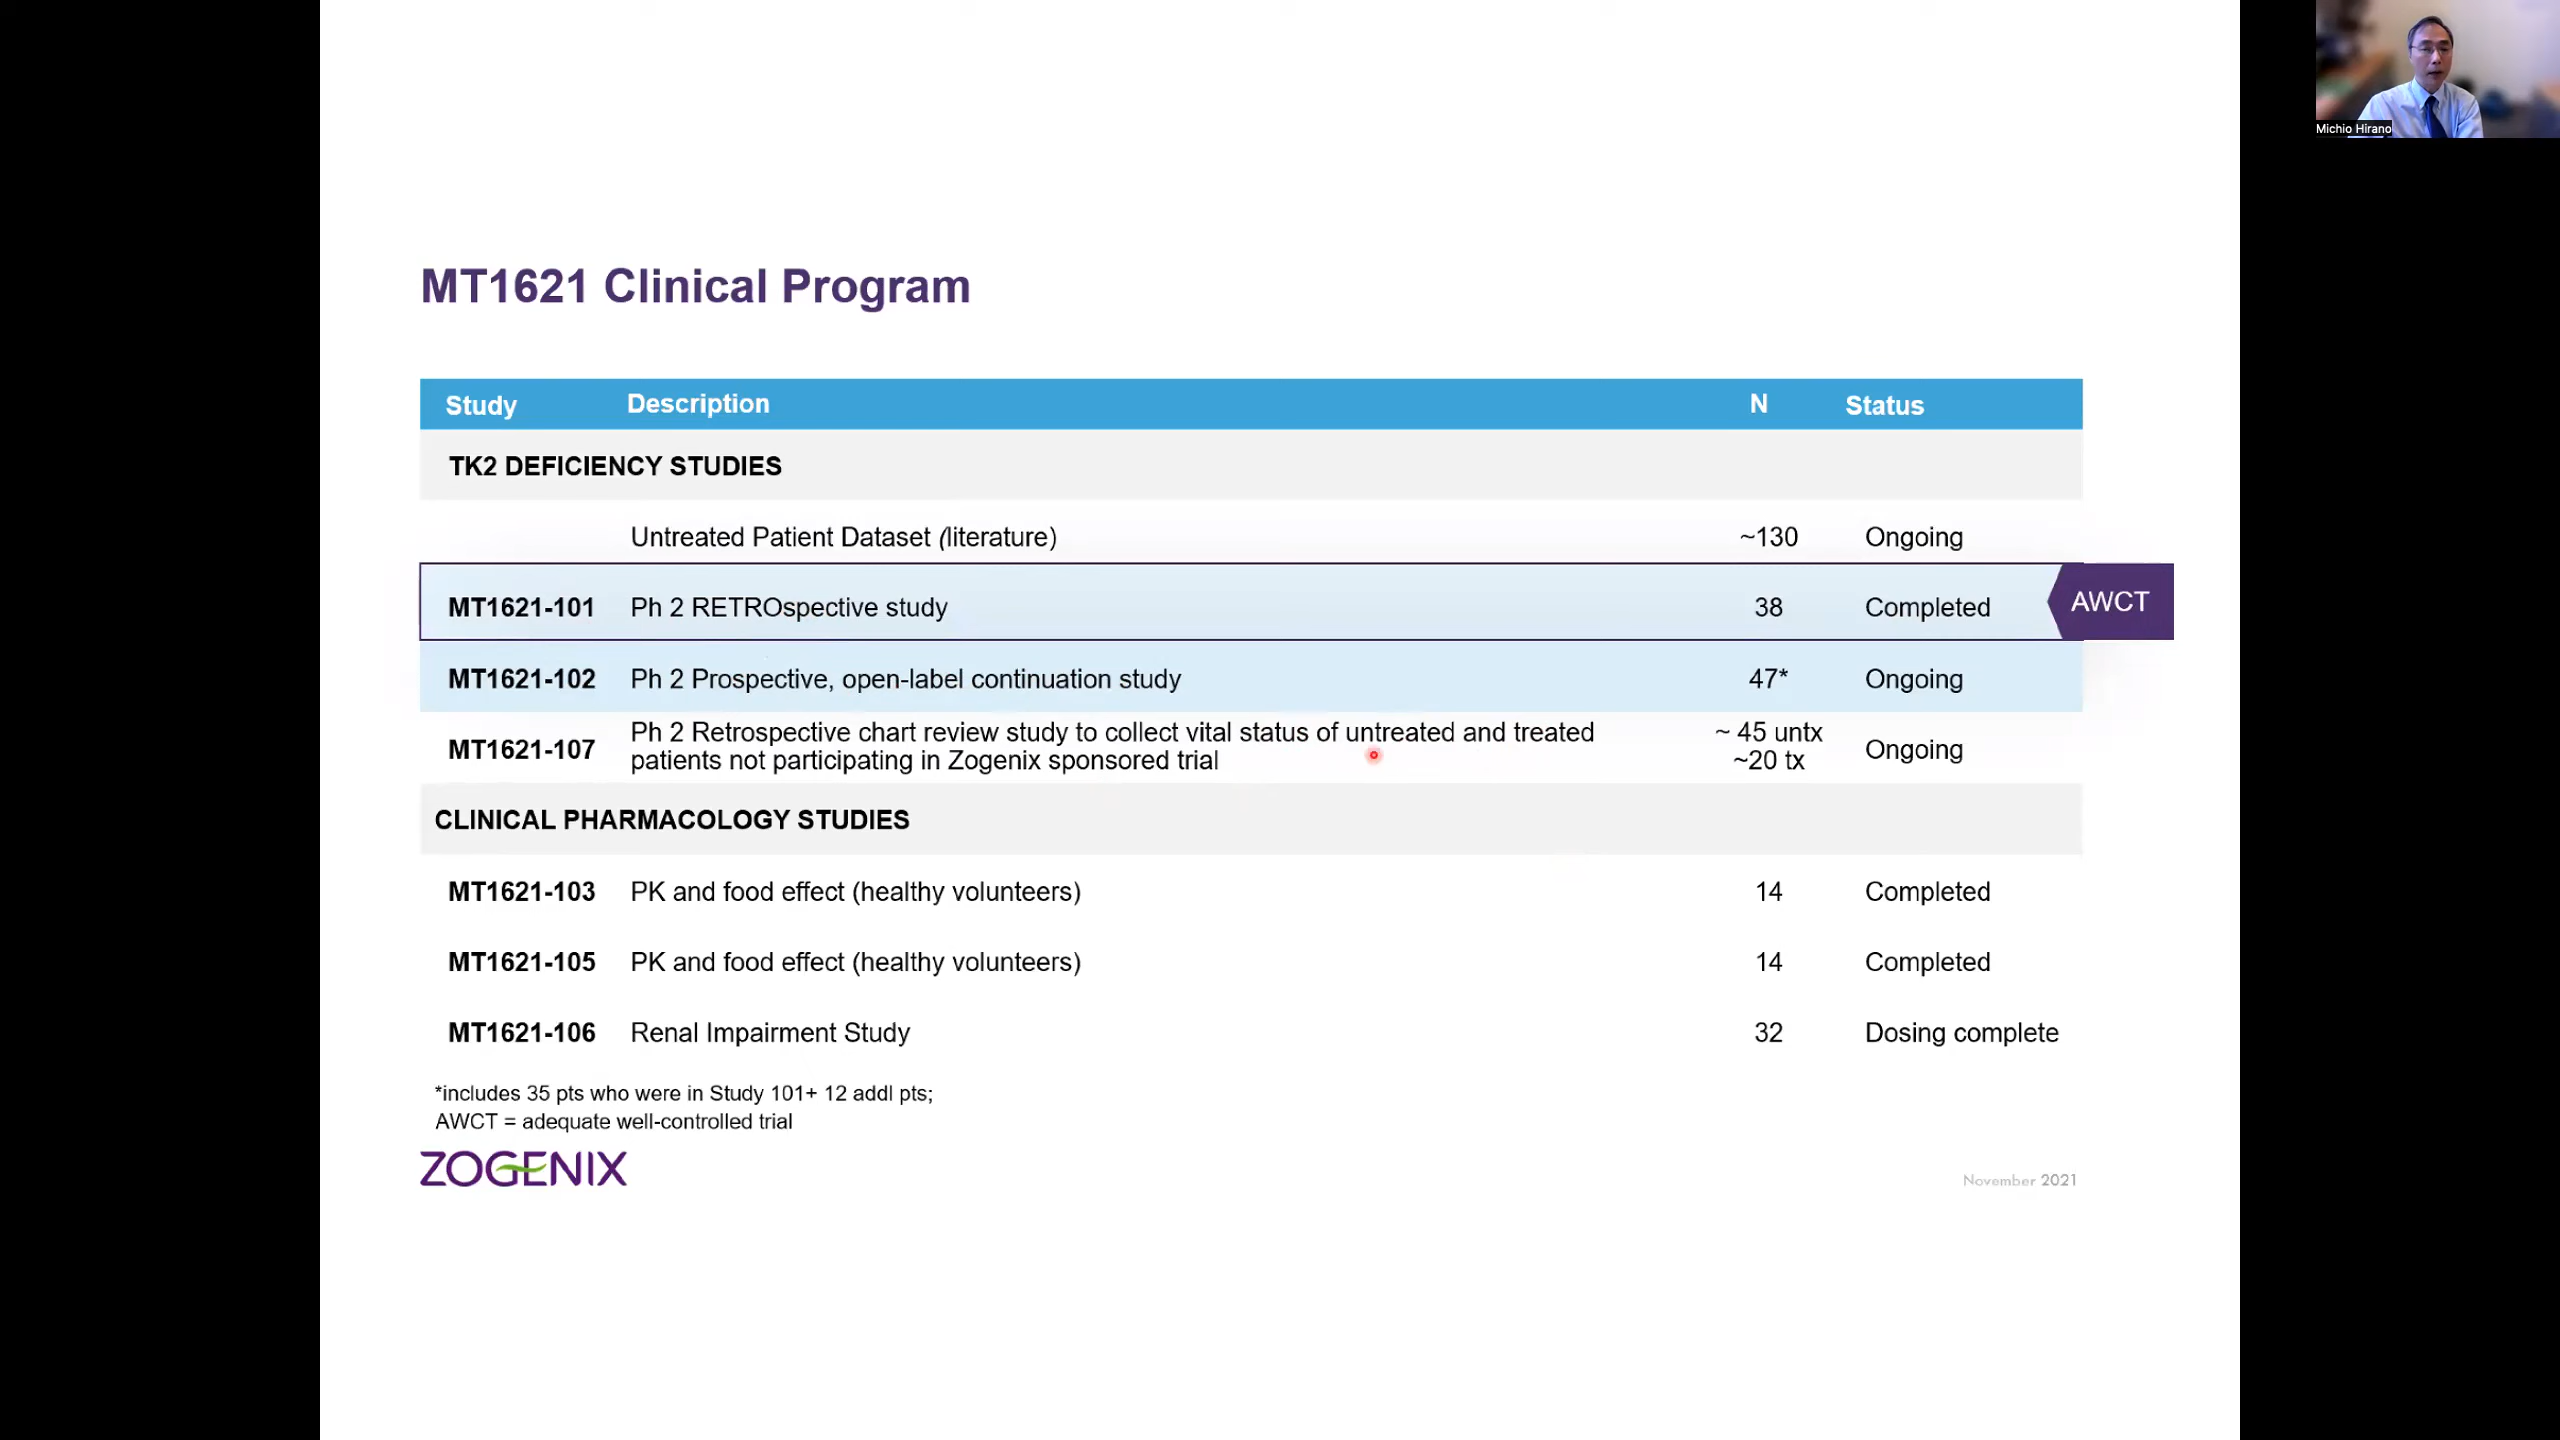 Michio Hirano
MT1621 Clinical Program
Study Description N Status
TK2 DEFICIENCY STUDIES
Untreated Patient Dataset (literature) ~130 Ongoing
MT1621-101 Ph 2 RETROspective study 38 Completed AWCT
MT1621-102 Ph 2 Prospective, open-label continuation study 47* Ongoing
MT1621-107 Ph 2 Retrospective chart review study to collect vital status of untreated and treated ~ 45 untx Ongoing
patients not participating in Zogenix sponsored trial ~20 tx
CLINICAL PHARMACOLOGY STUDIES
MT1621-103 PK and food effect (healthy volunteers) 14 Completed
MT1621-105 PK and food effect (healthy volunteers) 14 Completed
MT1621-106 Renal Impairment Study 32 Dosing complete
*includes 35 pts who were in Study 101+ 12 addl pts;
AWCT = adequate well-controlled trial
ZOGENIX
November 2021